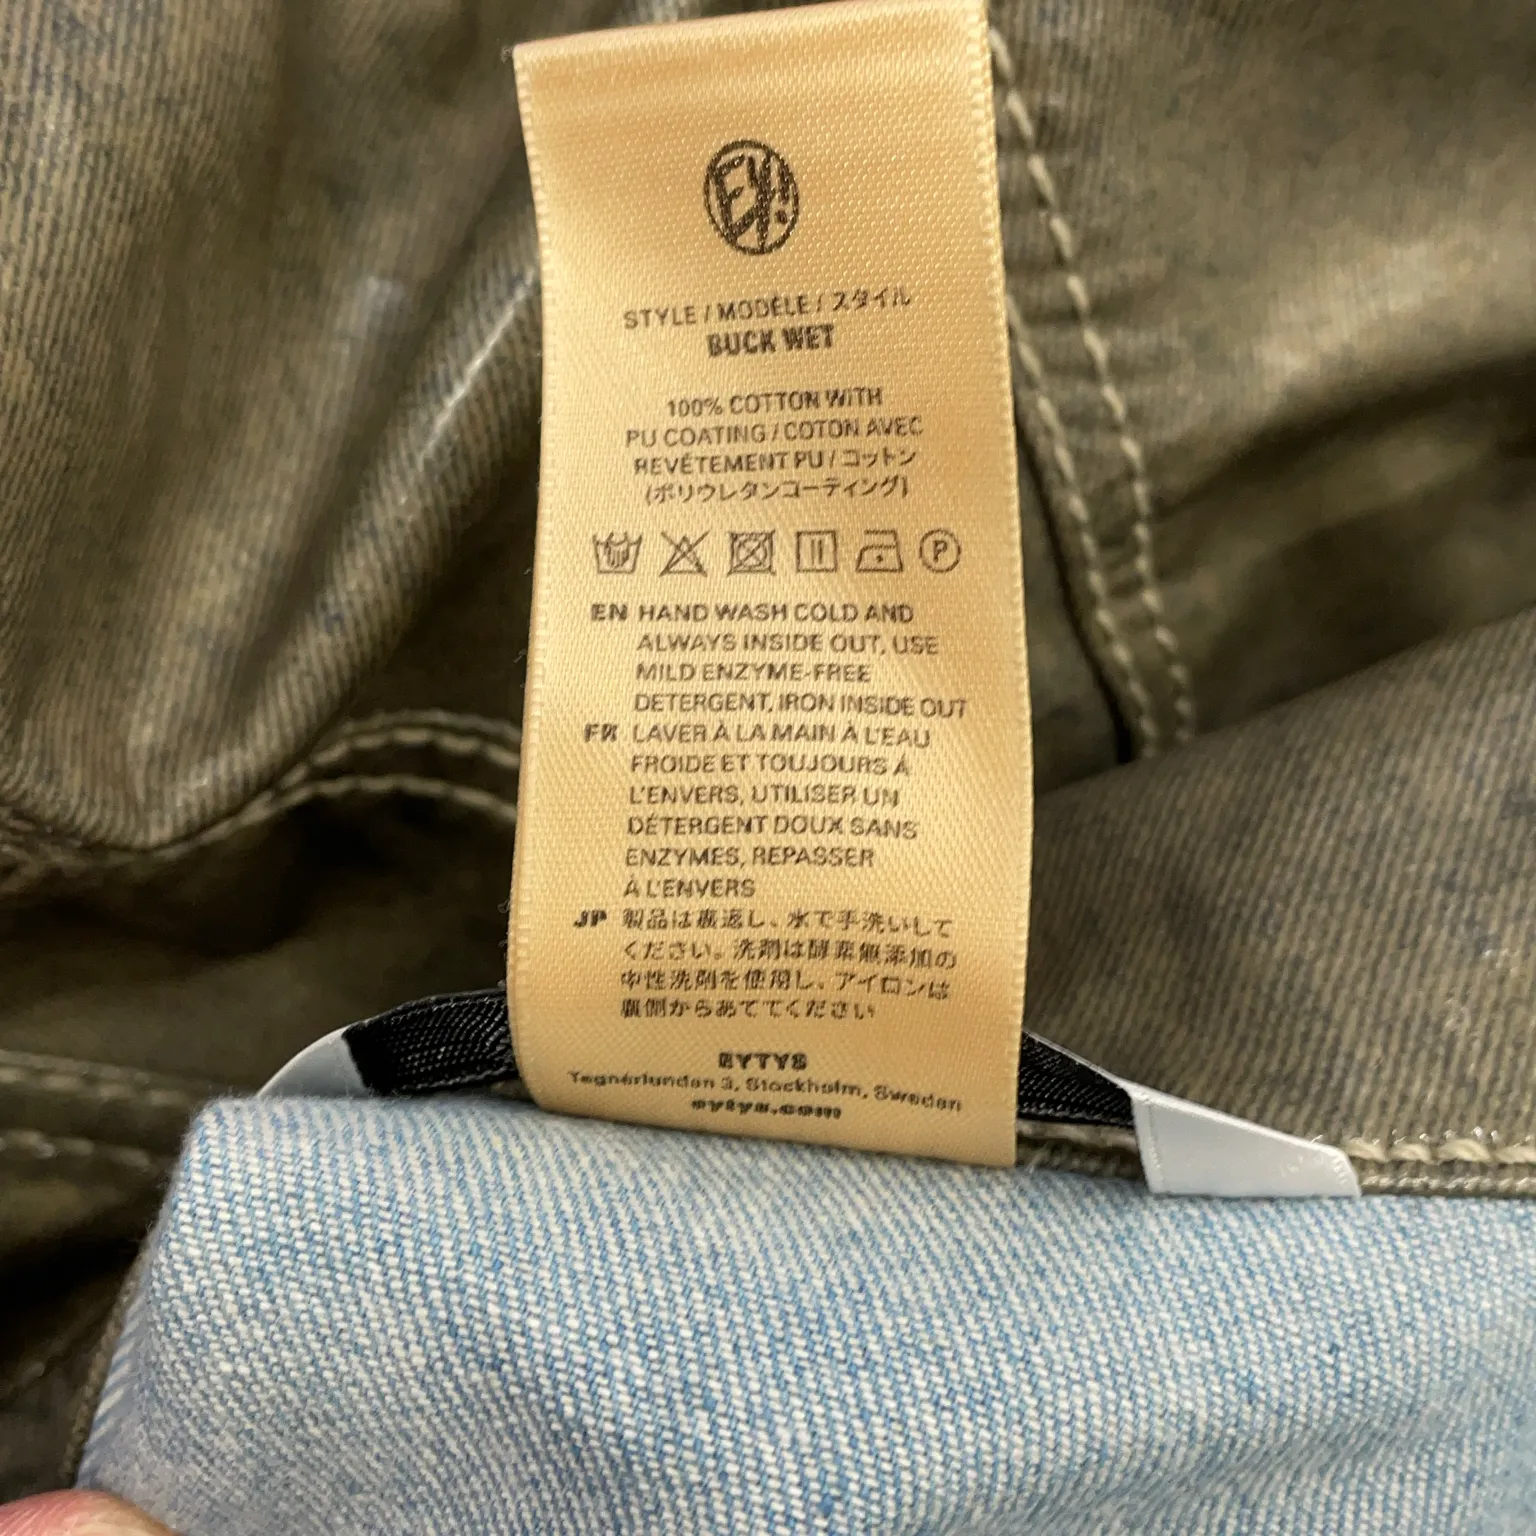 EY!
STYLE / MODÈLE / スタイル
BUCK WET
100% COTTON WITH
PU COATING / COTON AVEC
REVÊTEMENT PU / コットン
(ポリウレタンコーティング)
P
EN HAND WASH COLD AND
ALWAYS INSIDE OUT, USE
MILD ENZYME-FREE
DETERGENT, IRON INSIDE OUT
FR LAVER À LA MAIN À L'EAU
FROIDE ET TOUJOURS À
L'ENVERS, UTILISER UN
DÉTERGENT DOUX SANS
ENZYMES, REPASSER
À L'ENVERS
JP 製品は裏返し、水で手洗いして
ください。洗剤は酵素無添加の
中性洗剤を使用し、アイロンは
裏側からあててください
EYTYS
Tegnérlunden 3, Stockholm, Sweden
eytys.com